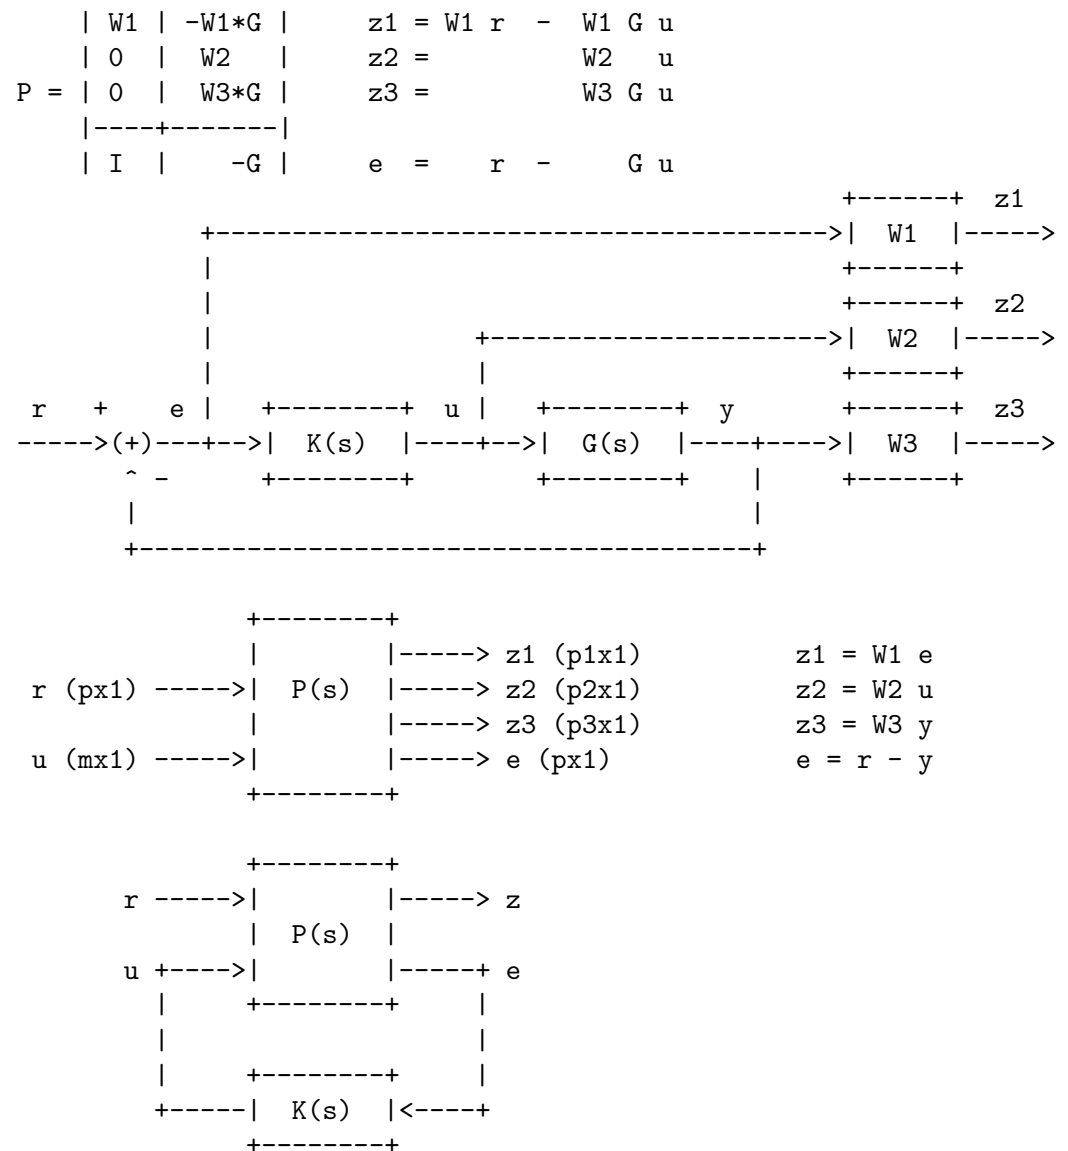 | W1 | -W1*G |     z1 = W1 r  -  W1 G u
    | 0  |  W2   |     z2 =          W2   u
P = | 0  |  W3*G |     z3 =          W3 G u
    |----+-------|
    | I  |    -G |     e  =    r -      G u
                                                      +------+  z1
            +---------------------------------------->|  W1  |----->
            |                                         +------+
            |                                         +------+  z2
            |                 +---------------------->|  W2  |----->
            |                 |                       +------+
 r   +    e |   +--------+  u |   +--------+  y       +------+  z3
----->(+)---+-->|  K(s)  |----+-->|  G(s)  |----+---->|  W3  |----->
       ^ -      +--------+        +--------+    |     +------+
       |                                        |
       +----------------------------------------+
               +--------+
               |        |-----> z1 (p1x1)          z1 = W1 e
 r (px1) ----->|  P(s)  |-----> z2 (p2x1)          z2 = W2 u
               |        |-----> z3 (p3x1)          z3 = W3 y
 u (mx1) ----->|        |-----> e (px1)            e = r - y
               +--------+
               +--------+
       r ----->|        |-----> z
               |  P(s)  |
       u +---->|        |-----+ e
         |     +--------+     |
         |                    |
         |     +--------+     |
         +-----|  K(s)  |<----+
               +--------+